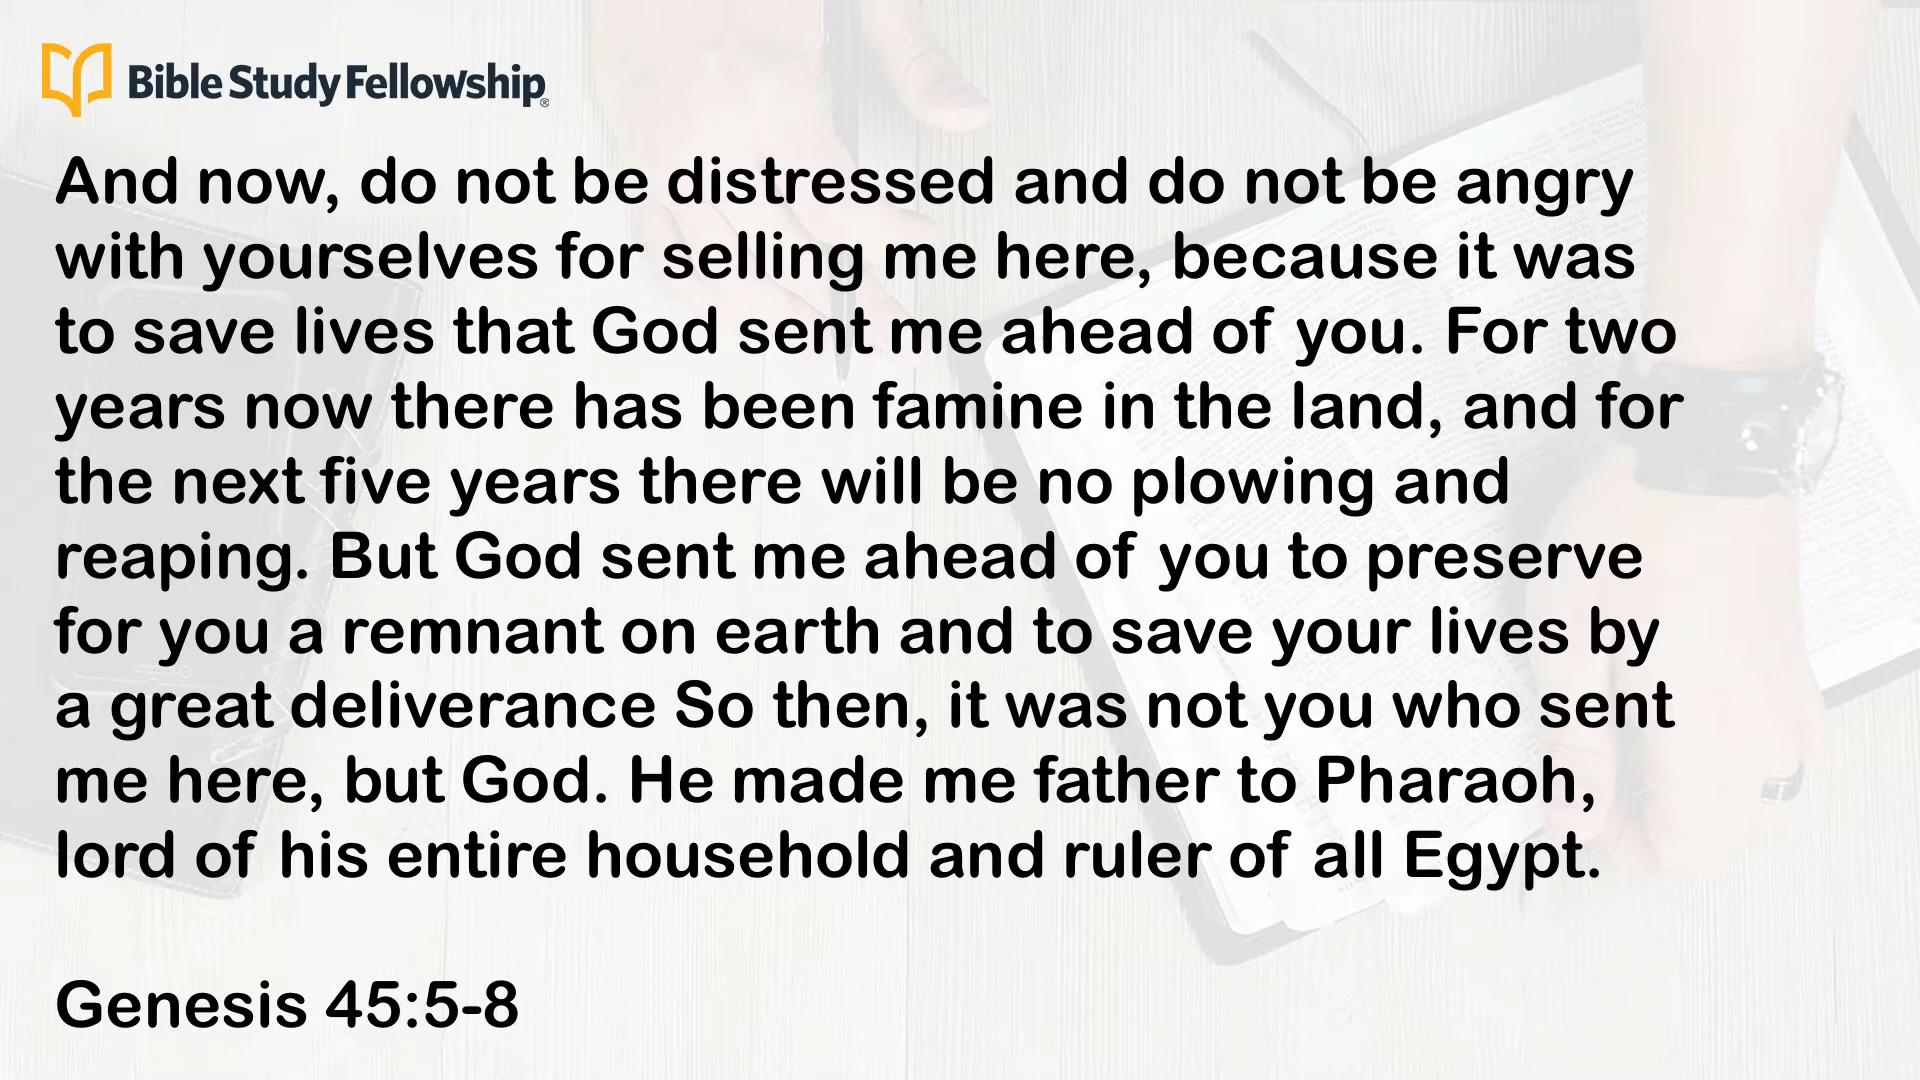 Bible Study Fellowship®
And now, do not be distressed and do not be angry
with yourselves for selling me here, because it was
to save lives that God sent me ahead of you. For two
years now there has been famine in the land, and for
the next five years there will be no plowing and
reaping. But God sent me ahead of you to preserve
for you a remnant on earth and to save your lives by
a great deliverance So then, it was not you who sent
me here, but God. He made me father to Pharaoh,
lord of his entire household and ruler of all Egypt.
Genesis 45:5-8